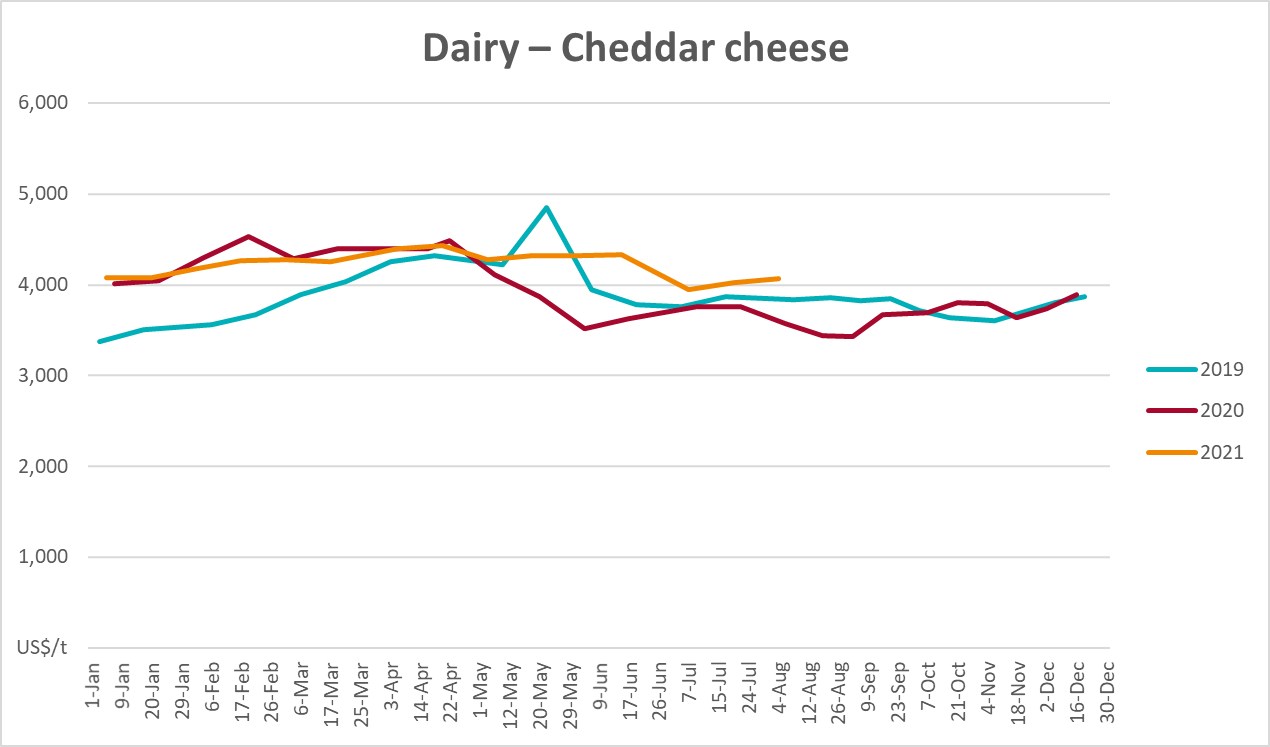 Dairy – Cheddar cheese
6,000
5,000
4,000
3,000
2,000
1,000
US$/t
1-Jan
9-Jan
20-Jan
29-Jan
6-Feb
17-Feb
26-Feb
6-Mar
17-Mar
25-Mar
3-Apr
14-Apr
22-Apr
1-May
12-May
20-May
29-May
9-Jun
17-Jun
26-Jun
7-Jul
15-Jul
24-Jul
4-Aug
12-Aug
26-Aug
9-Sep
23-Sep
7-Oct
21-Oct
4-Nov
18-Nov
2-Dec
16-Dec
30-Dec
2019
2020
2021